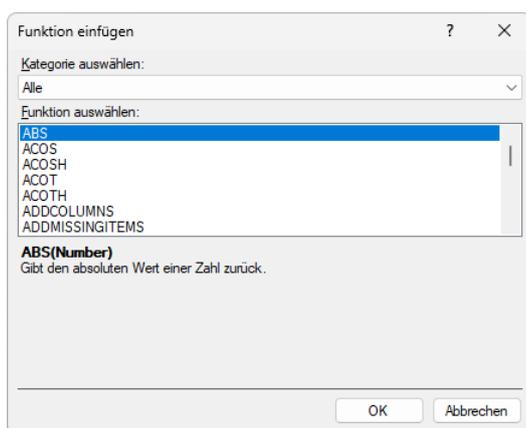 Funktion einfügen ?
Kategorie auswählen:
Alle
Funktion auswählen:
ABS
ACOS
ACOSH
ACOT
ACOTH
ADDCOLUMNS
ADDMISSINGITEMS
ABS(Number)
Gibt den absoluten Wert einer Zahl zurück.
OK Abbrechen